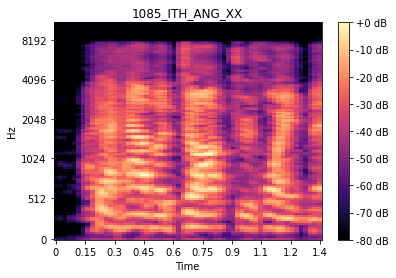 1085_ITH_ANG_XX
+0 dB
8192
-10 dB
4096
-20 dB
-30 dB
2048
Hz
-40 dB
1024
-50 dB
512
-60 dB
-70 dB
0
-80 dB
0 0.15 0.3 0.45 0.6 0.75 0.9 1.1 1.2 1.4
Time